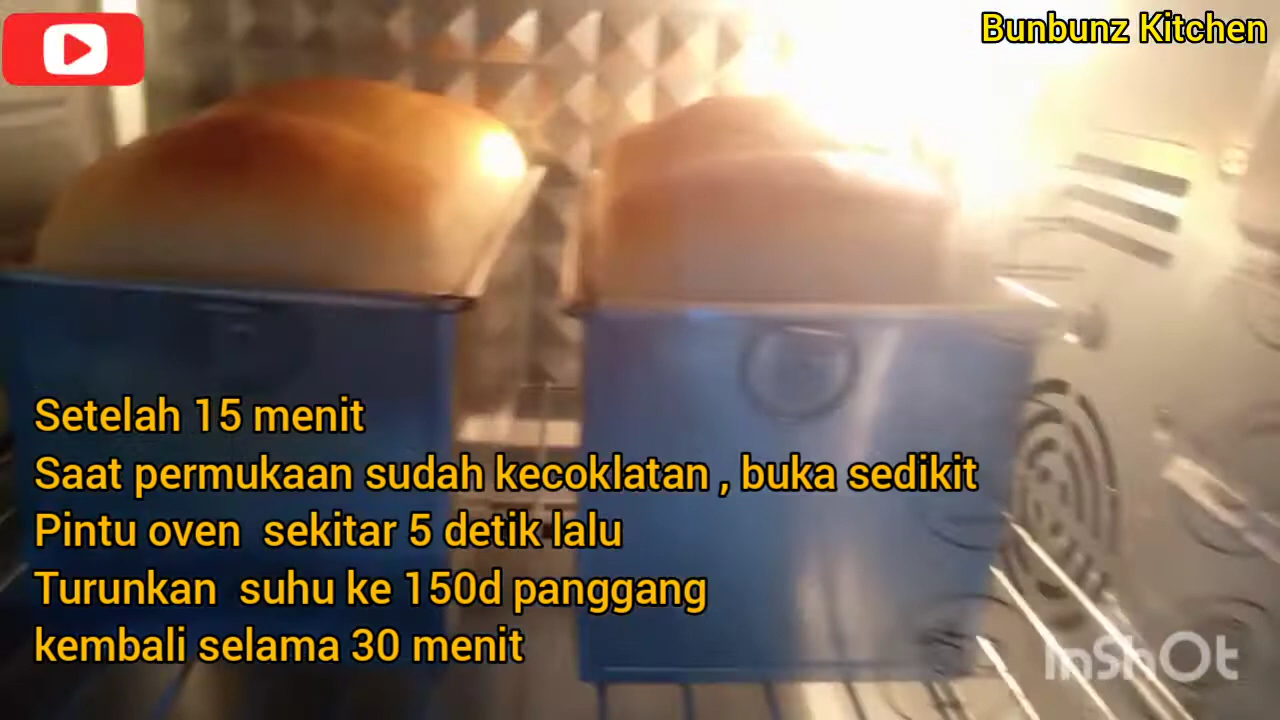 Bunbunz Kitchen
Setelah 15 menit
Saat permukaan sudah kecoklatan , buka sedikit
Pintu oven sekitar 5 detik lalu
Turunkan suhu ke 150d panggang
kembali selama 30 menit
InShOt